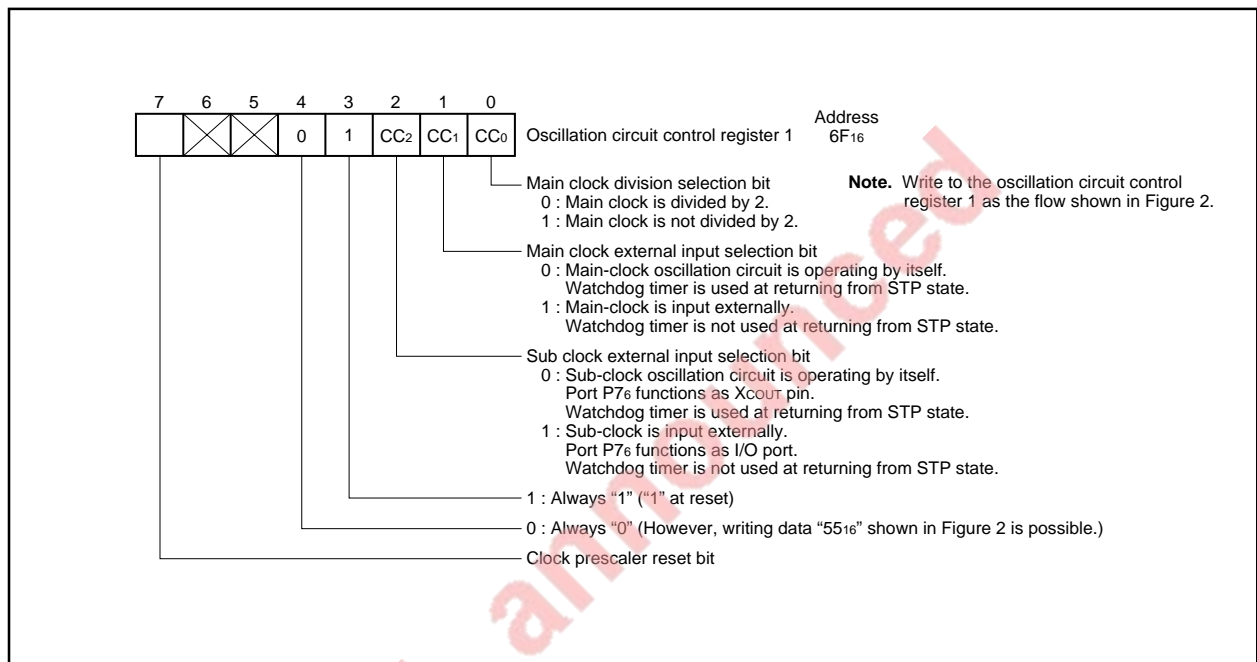 7 6 5 4 3 2 1 0
0 1 CC2 CC1 CC0 Oscillation circuit control register 1
Address
6F16
Main clock division selection bit
0 : Main clock is divided by 2.
1 : Main clock is not divided by 2.
Note. Write to the oscillation circuit control
register 1 as the flow shown in Figure 2.
Main clock external input selection bit
0 : Main-clock oscillation circuit is operating by itself.
Watchdog timer is used at returning from STP state.
1 : Main-clock is input externally.
Watchdog timer is not used at returning from STP state.
Sub clock external input selection bit
0 : Sub-clock oscillation circuit is operating by itself.
Port P76 functions as XCOUT pin.
Watchdog timer is used at returning from STP state.
1 : Sub-clock is input externally.
Port P76 functions as I/O port.
Watchdog timer is not used at returning from STP state.
1 : Always “1” (“1” at reset)
0 : Always “0” (However, writing data “5516” shown in Figure 2 is possible.)
Clock prescaler reset bit
announced